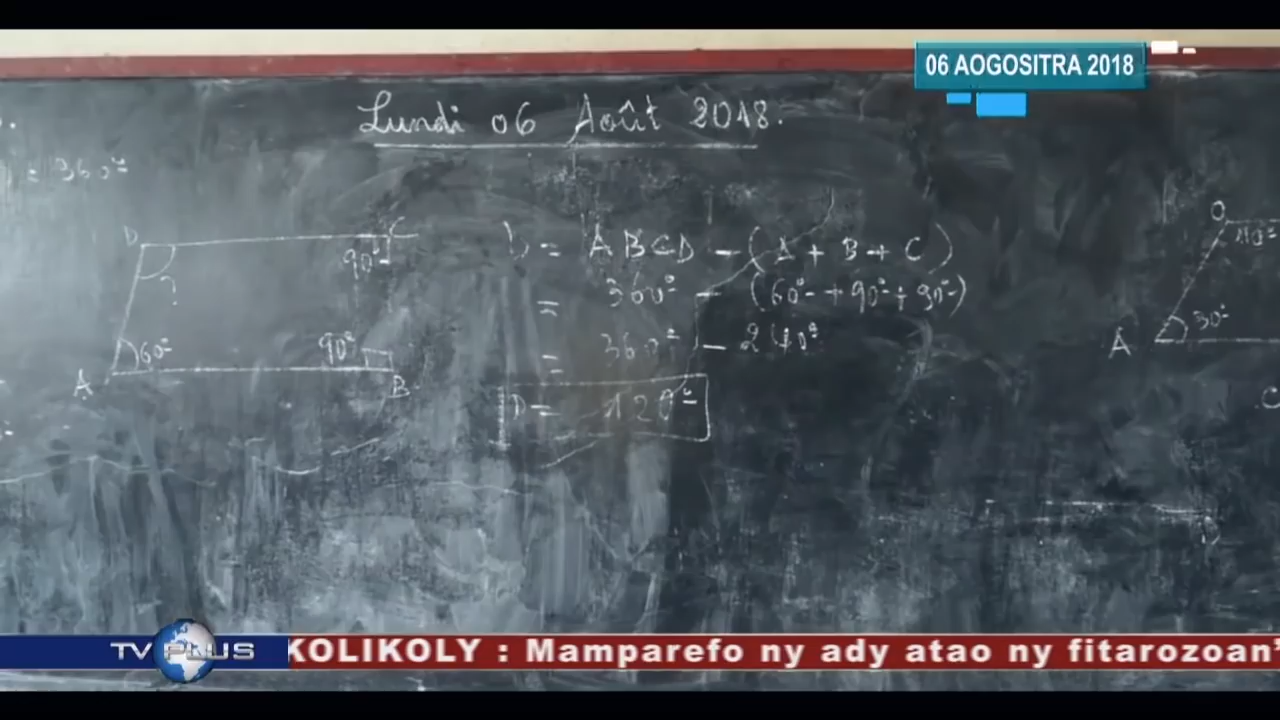 06 AOGOSITRA 2018
Lundi 06 Août 2018.
= 360°
D C
90°
?
60° 90°
A B
D = ABCD - (A + B + C)
= 360° - (60° + 90° + 90°)
= 360° - 240°
D = 120°
O
110°
30°
A
C
TV PLUS
KOLIKOLY : Mamparefo ny ady atao ny fitarozoan'